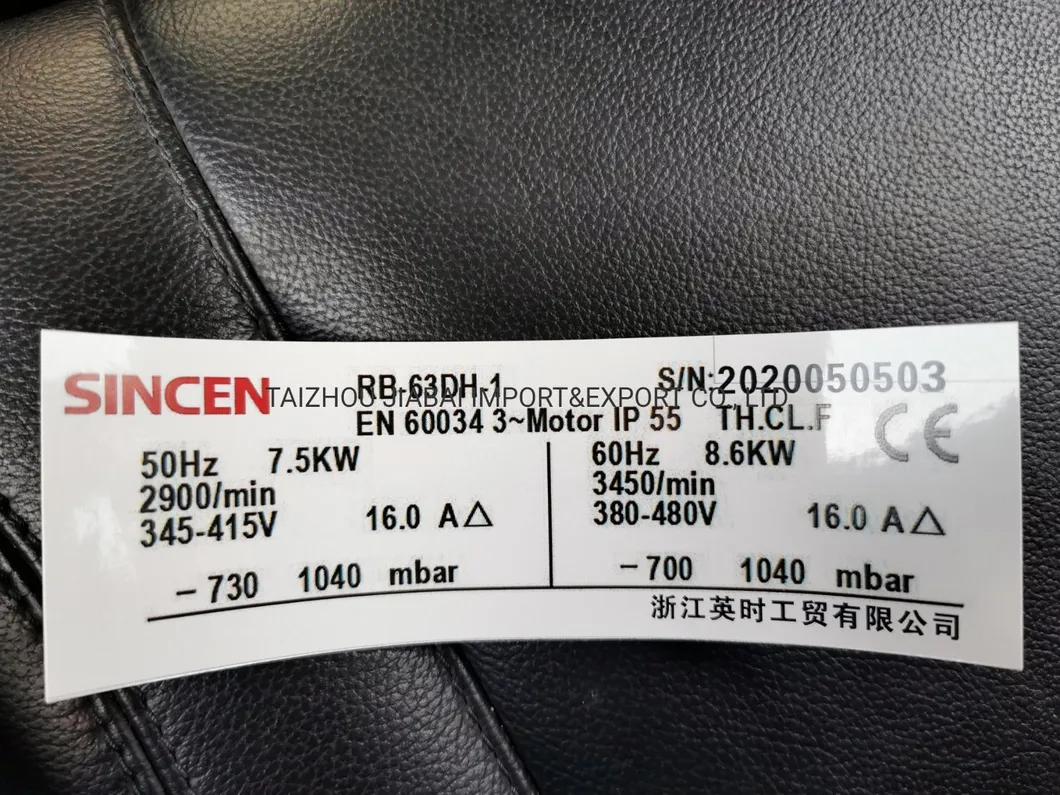 SINCEN
RB 63DH-1 S/N:2020050503
TAIZHOU JIABAI IMPORT&EXPORT CO., LTD
EN 60034 3~Motor IP 55 TH.CL.F CE
50Hz 7.5KW
2900/min
345-415V 16.0 A△
-730 1040 mbar
60Hz 8.6KW
3450/min
380-480V 16.0 A△
-700 1040 mbar
浙江英时工贸有限公司